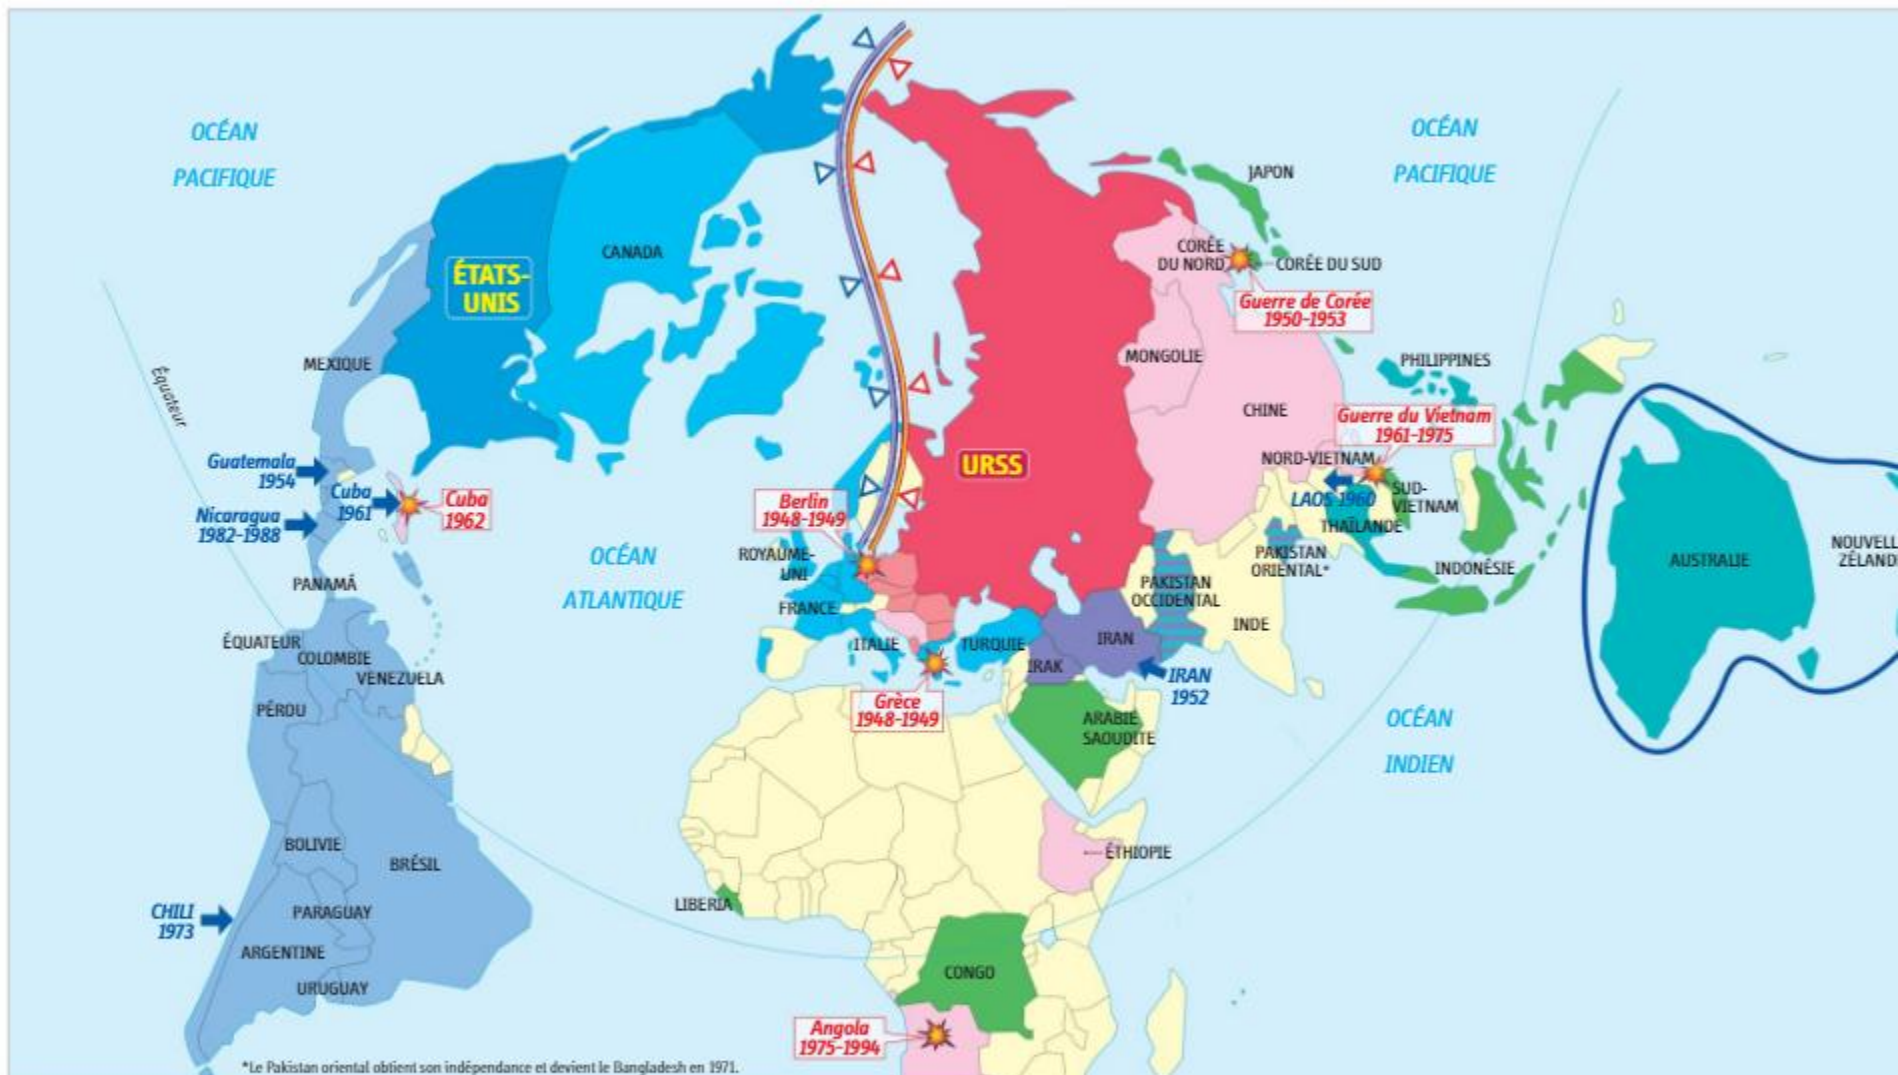 OCÉAN
PACIFIQUE
OCÉAN
PACIFIQUE
JAPON
CANADA
ÉTATS-
UNIS
CORÉE
DU NORD
CORÉE DU SUD
Guerre de Corée
1950-1953
MEXIQUE
MONGOLIE
PHILIPPINES
Équateur
CHINE
Guerre du Vietnam
1961-1975
Guatemala
1954
URSS
NORD-VIETNAM
Cuba
1961
Cuba
1962
Berlin
1948-1949
LAOS 1960
SUD-
VIETNAM
Nicaragua
1982-1988
THAÏLANDE
OCÉAN
ATLANTIQUE
ROYAUME-
UNI
PAKISTAN
ORIENTAL*
INDONÉSIE
AUSTRALIE
NOUVELL
ZÉLAND
PANAMÁ
FRANCE
PAKISTAN
OCCIDENTAL
INDE
ÉQUATEUR
COLOMBIE
VENEZUELA
ITALIE
TURQUIE
IRAN
IRAK
IRAN
1952
PÉROU
Grèce
1948-1949
ARABIE
SAOUDITE
OCÉAN
INDIEN
BOLIVIE
BRÉSIL
ÉTHIOPIE
LIBERIA
CHILI
1973
PARAGUAY
ARGENTINE
URUGUAY
CONGO
Angola
1975-1994
*Le Pakistan oriental obtient son indépendance et devient le Bangladesh en 1971.